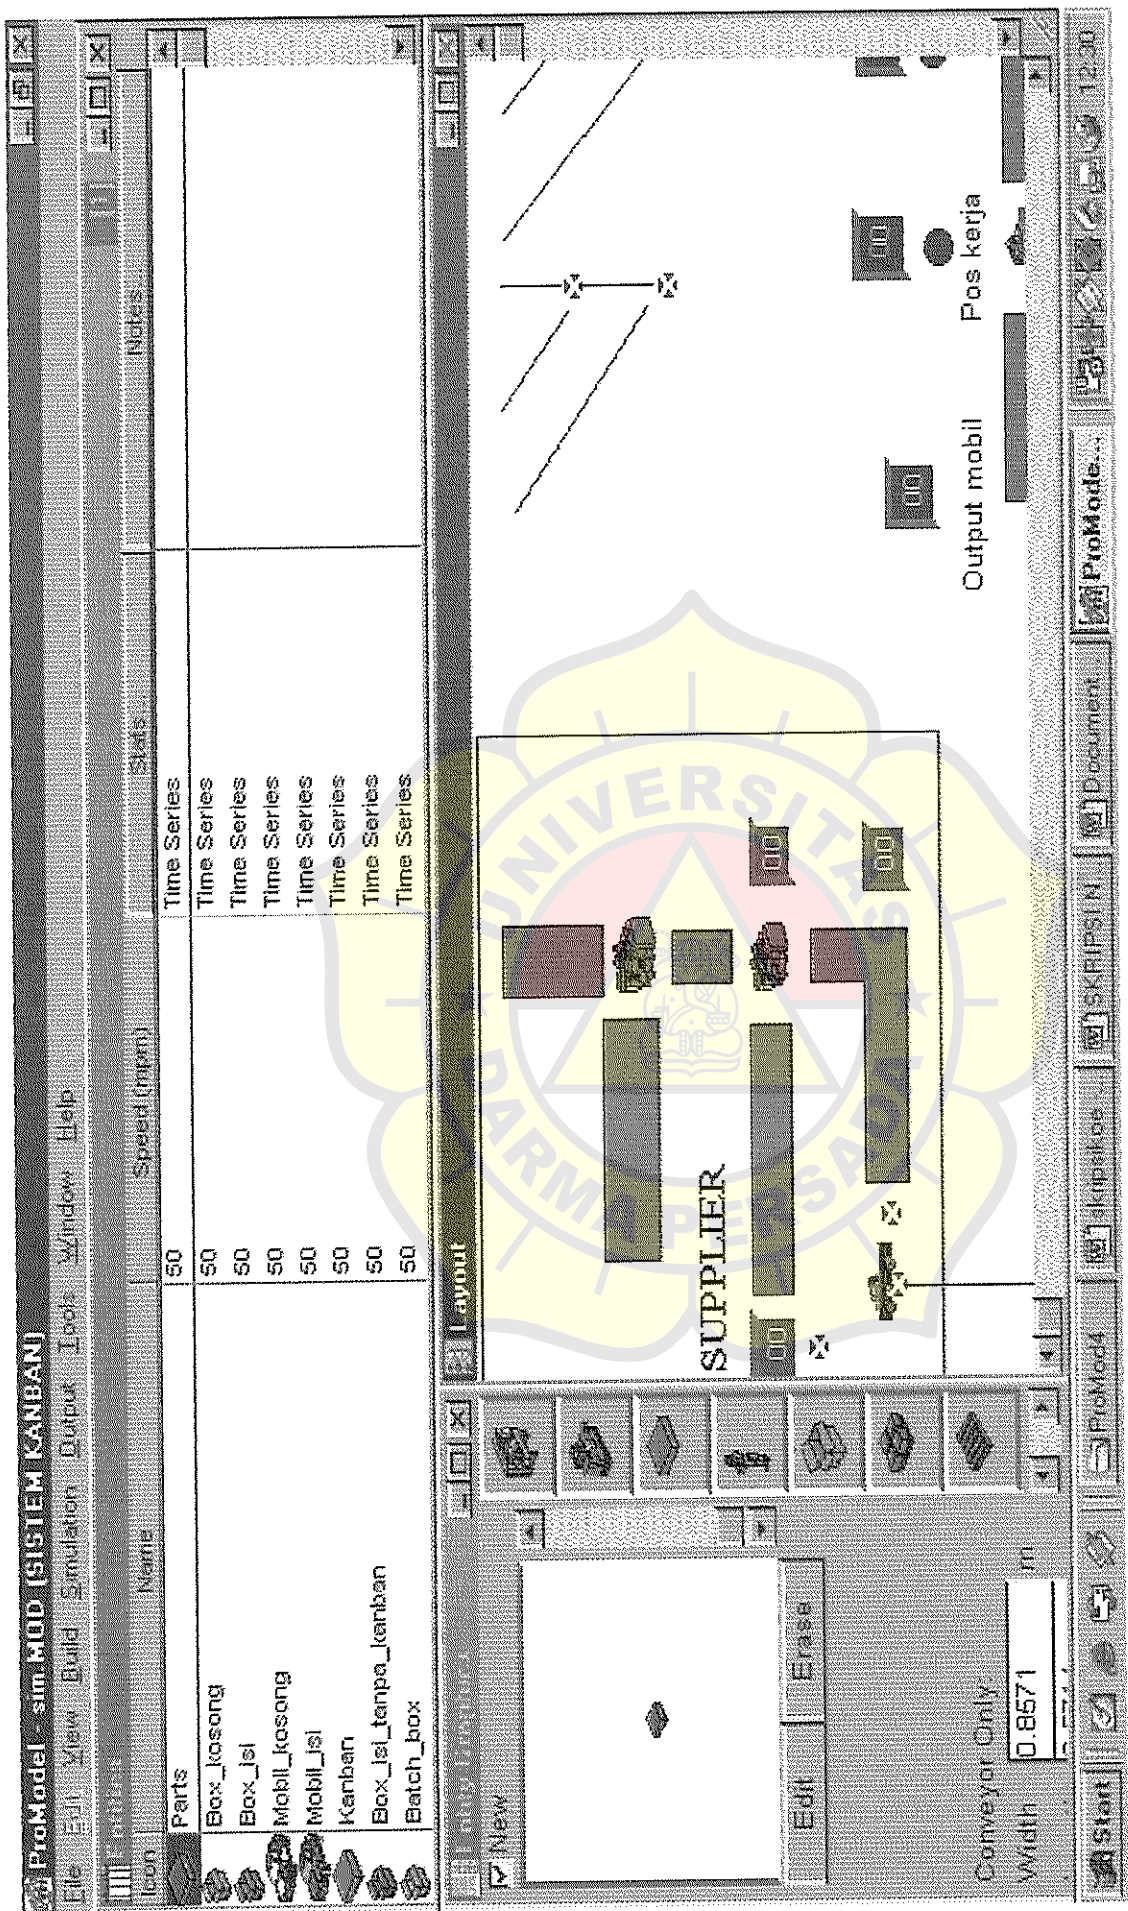 ProModel - sim.MOD (SISTEM KANBAN)
File Edit View Build Simulation Output Tools Window Help
Icon Name Speed (mpm) Stats Notes
Parts 50 Time Series
Box_kosong 50 Time Series
Box_isi 50 Time Series
Mobil_kosong 50 Time Series
Mobil_isi 50 Time Series
Kanban 50 Time Series
Box_isi_tanpa_kanban 50 Time Series
Batch_box 50 Time Series
Layout
New
Edit Erase
Conveyor Only
Width 0.8571 m
SUPPLIER
Output mobil
Pos kerja
UNIVERSITAS
DARMA PERSADA
Start ProMod4 SKRIPSI N Document ProMode... 12:30